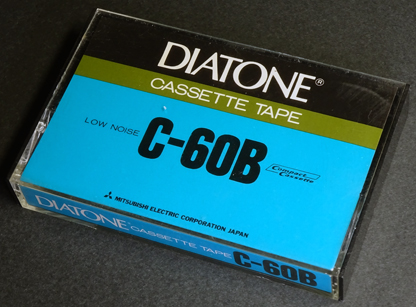 DIATONE®
CASSETTE TAPE
LOW NOISE C-60B Compact Cassette
MITSUBISHI ELECTRIC CORPORATION JAPAN
DIATONE CASSETTE TAPE C-60B